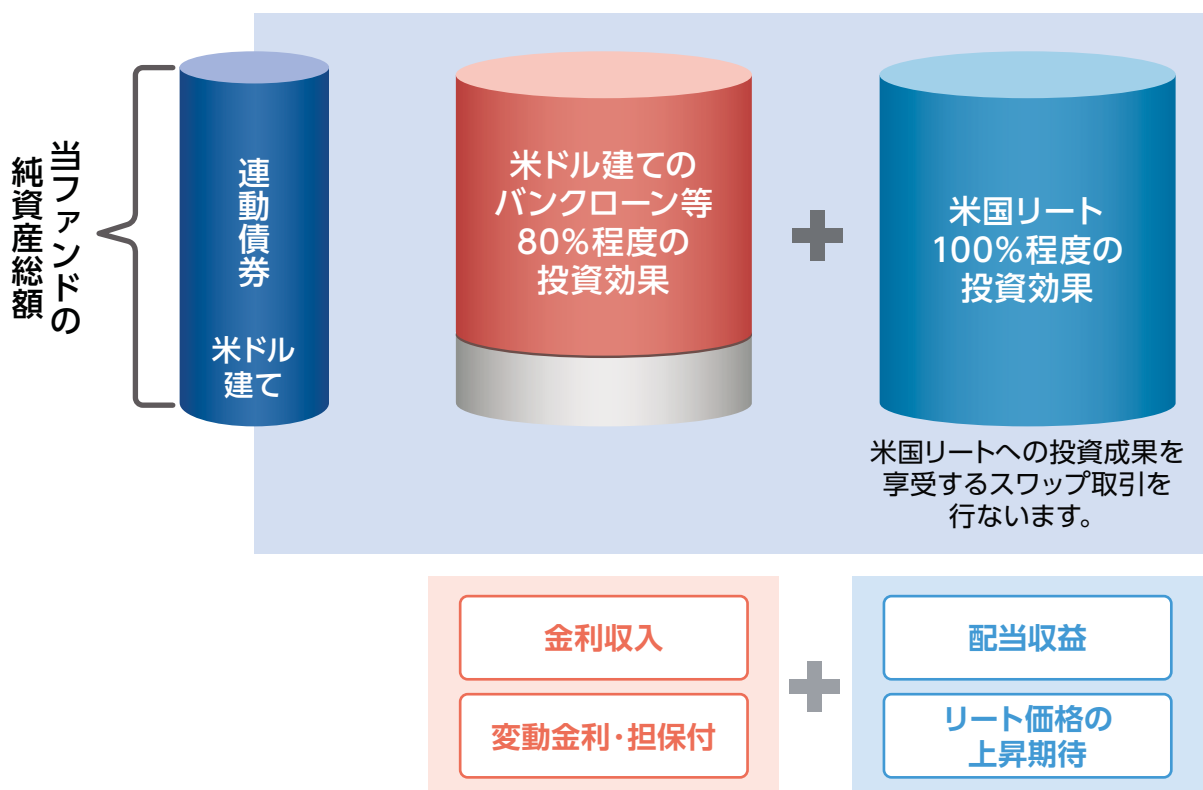 当ファンドの
純資産総額
連動債券
米ドル
建て
米ドル建ての
バンクローン等
80%程度の
投資効果
米国リート
100%程度の
投資効果
米国リートへの投資成果を
享受するスワップ取引を
行ないます。
金利収入
変動金利・担保付
配当収益
リート価格の
上昇期待